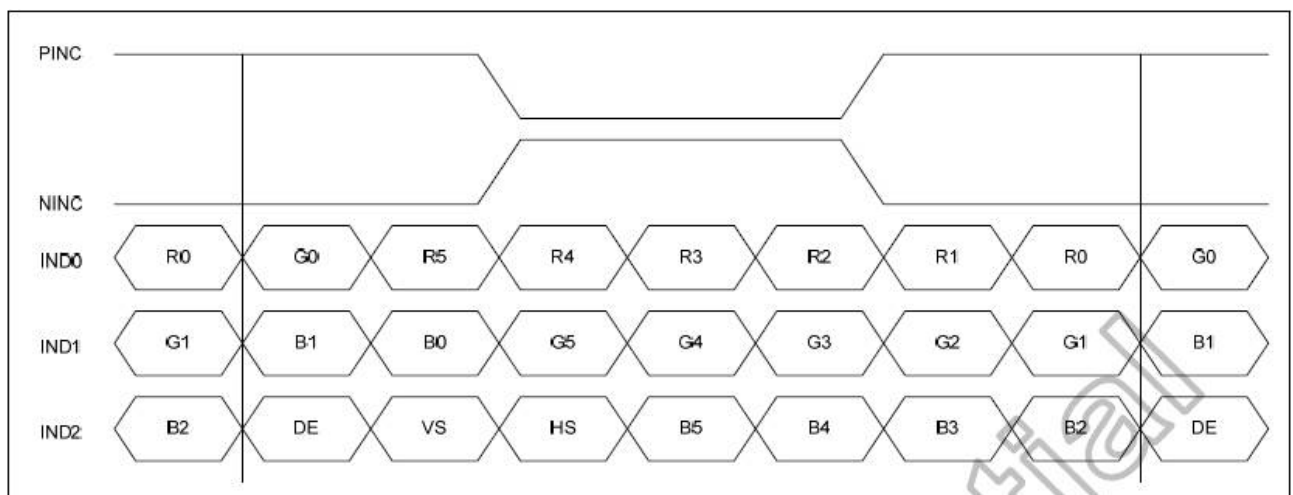 PINC
NINC
IND0 R0 G0 R5 R4 R3 R2 R1 R0 G0
IND1 G1 B1 B0 G5 G4 G3 G2 G1 B1
IND2 B2 DE VS HS B5 B4 B3 B2 DE
tial